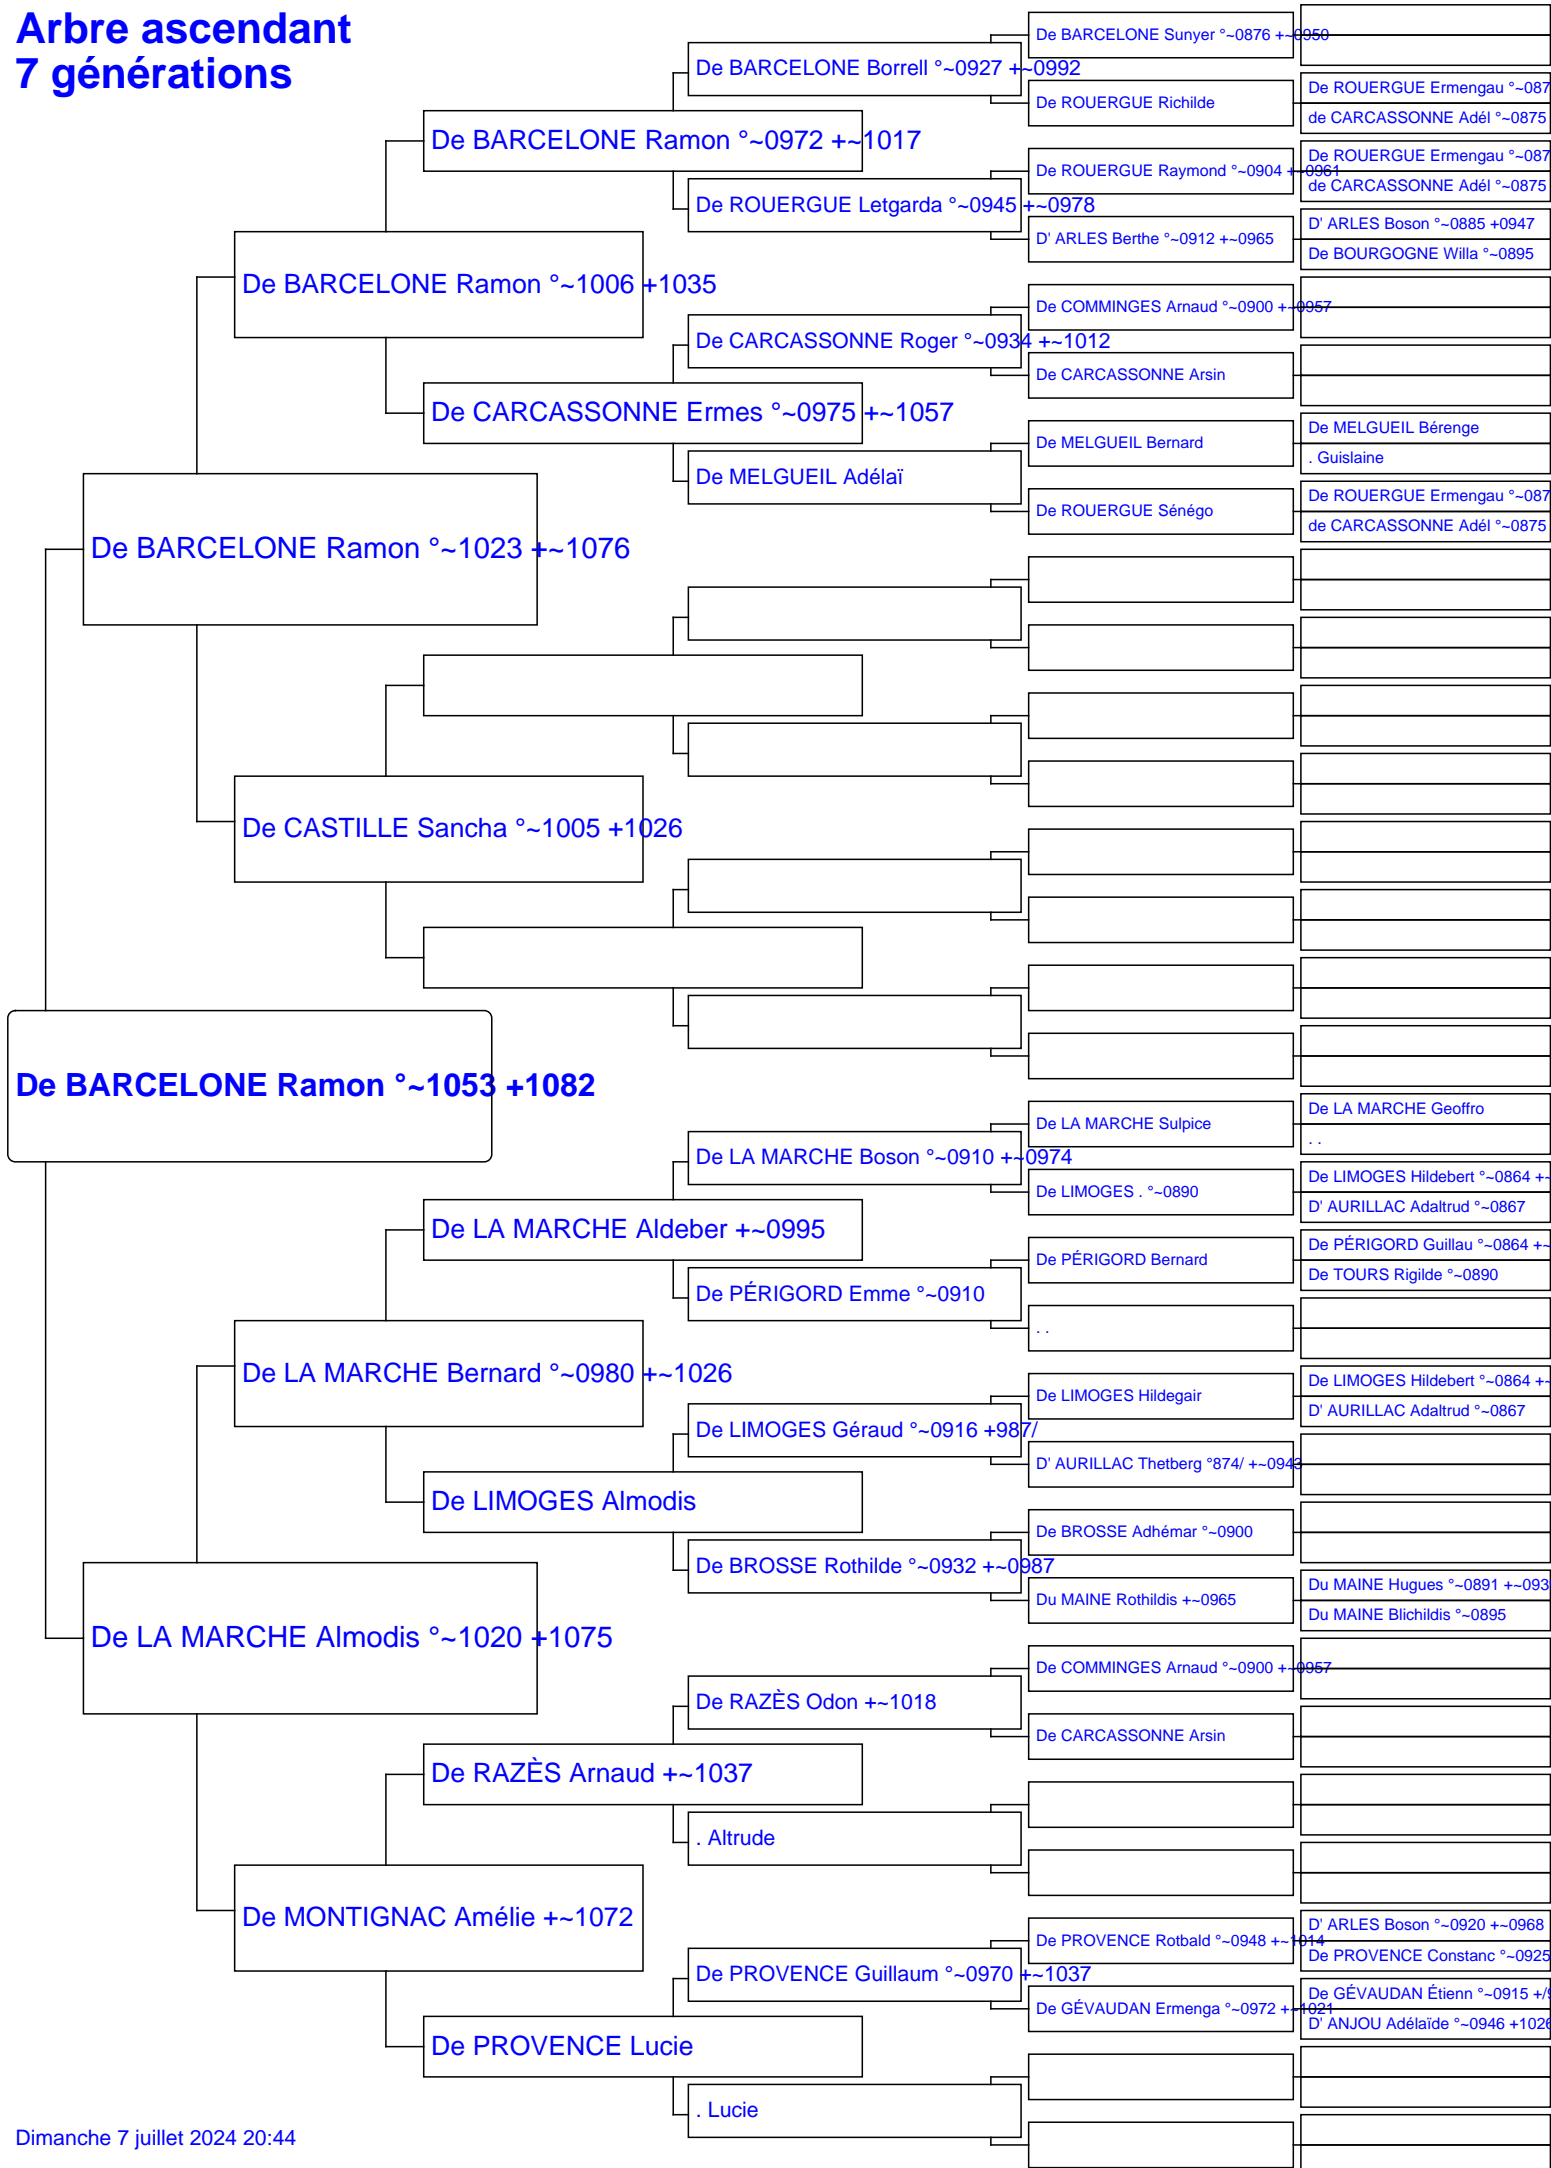 Arbre ascendant
7 générations
De BARCELONE Sunyer °~0876 +~0950
De BARCELONE Borrell °~0927 +~0992
De ROUERGUE Ermengau °~087
De ROUERGUE Richilde
de CARCASSONNE Adél °~0875
De BARCELONE Ramon °~0972 +~1017
De ROUERGUE Ermengau °~087
De ROUERGUE Raymond °~0904 +~0961
de CARCASSONNE Adél °~0875
De ROUERGUE Letgarda °~0945 +~0978
D' ARLES Boson °~0885 +0947
D' ARLES Berthe °~0912 +~0965
De BOURGOGNE Willa °~0895
De BARCELONE Ramon °~1006 +1035
De COMMINGES Arnaud °~0900 +~0957
De CARCASSONNE Roger °~0934 +~1012
De CARCASSONNE Arsin
De CARCASSONNE Ermes °~0975 +~1057
De MELGUEIL Bérenge
De MELGUEIL Bernard
. Guislaine
De MELGUEIL Adélaï
De ROUERGUE Ermengau °~087
De ROUERGUE Sénégo
de CARCASSONNE Adél °~0875
De BARCELONE Ramon °~1023 +~1076
De CASTILLE Sancha °~1005 +1026
De BARCELONE Ramon °~1053 +1082
De LA MARCHE Geoffro
De LA MARCHE Sulpice
. .
De LA MARCHE Boson °~0910 +~0974
De LIMOGES Hildebert °~0864 +~
De LIMOGES . °~0890
D' AURILLAC Adaltrud °~0867
De LA MARCHE Aldeber +~0995
De PÉRIGORD Guillau °~0864 +~
De PÉRIGORD Bernard
De TOURS Rigilde °~0890
De PÉRIGORD Emme °~0910
. .
De LA MARCHE Bernard °~0980 +~1026
De LIMOGES Hildebert °~0864 +~
De LIMOGES Hildegair
D' AURILLAC Adaltrud °~0867
De LIMOGES Géraud °~0916 +987/
D' AURILLAC Thetberg °874/ +~0943
De LIMOGES Almodis
De BROSSE Adhémar °~0900
De BROSSE Rothilde °~0932 +~0987
Du MAINE Hugues °~0891 +~093
Du MAINE Rothildis +~0965
Du MAINE Blichildis °~0895
De LA MARCHE Almodis °~1020 +1075
De COMMINGES Arnaud °~0900 +~0957
De RAZÈS Odon +~1018
De CARCASSONNE Arsin
De RAZÈS Arnaud +~1037
. Altrude
De MONTIGNAC Amélie +~1072
D' ARLES Boson °~0920 +~0968
De PROVENCE Rotbald °~0948 +~1014
De PROVENCE Constanc °~0925
De PROVENCE Guillaum °~0970 +~1037
De GÉVAUDAN Étienn °~0915 +/9
De GÉVAUDAN Ermenga °~0972 +~1021
D' ANJOU Adélaïde °~0946 +1026
De PROVENCE Lucie
. Lucie
Dimanche 7 juillet 2024 20:44